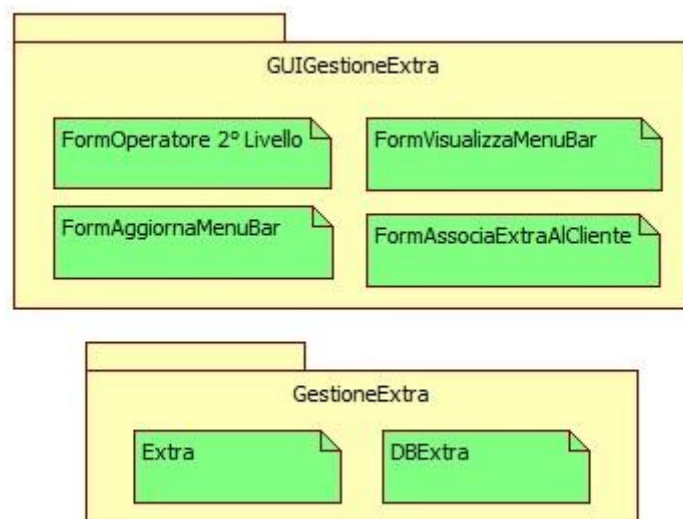 GUIGestioneExtra
FormOperatore 2° Livello
FormVisualizzaMenuBar
FormAggiornaMenuBar
FormAssociaExtraAlCliente
GestioneExtra
Extra
DBExtra